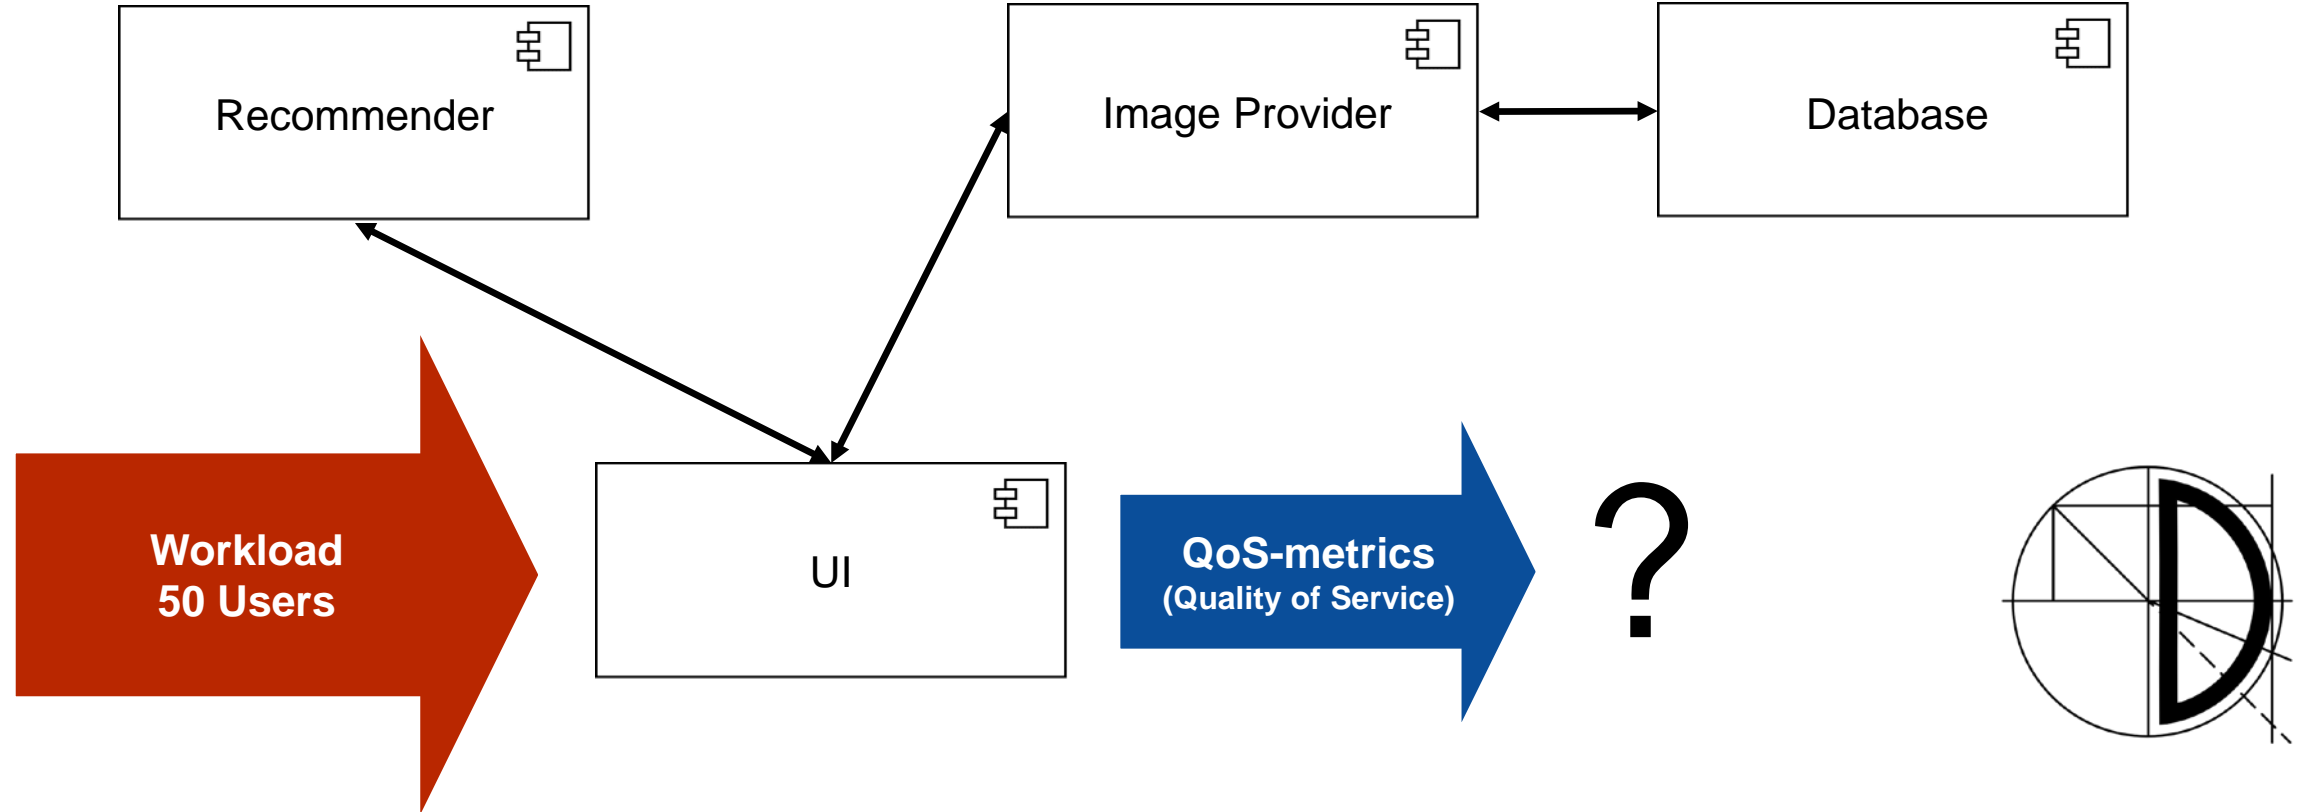 Recommender
Image Provider
Database
Workload
50 Users
UI
QoS-metrics
(Quality of Service)
?